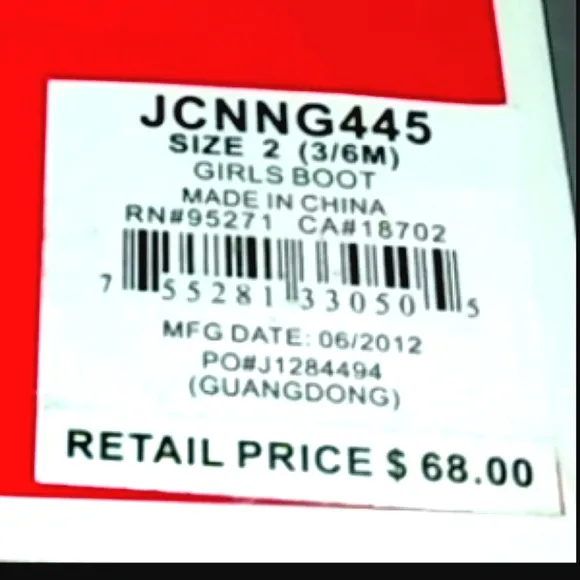 JCNNG445
SIZE 2 (3/6M)
GIRLS BOOT
MADE IN CHINA
RN#95271 CA#18702
7 55281 33050 5
MFG DATE: 06/2012
PO#J1284494
(GUANGDONG)
RETAIL PRICE $ 68.00